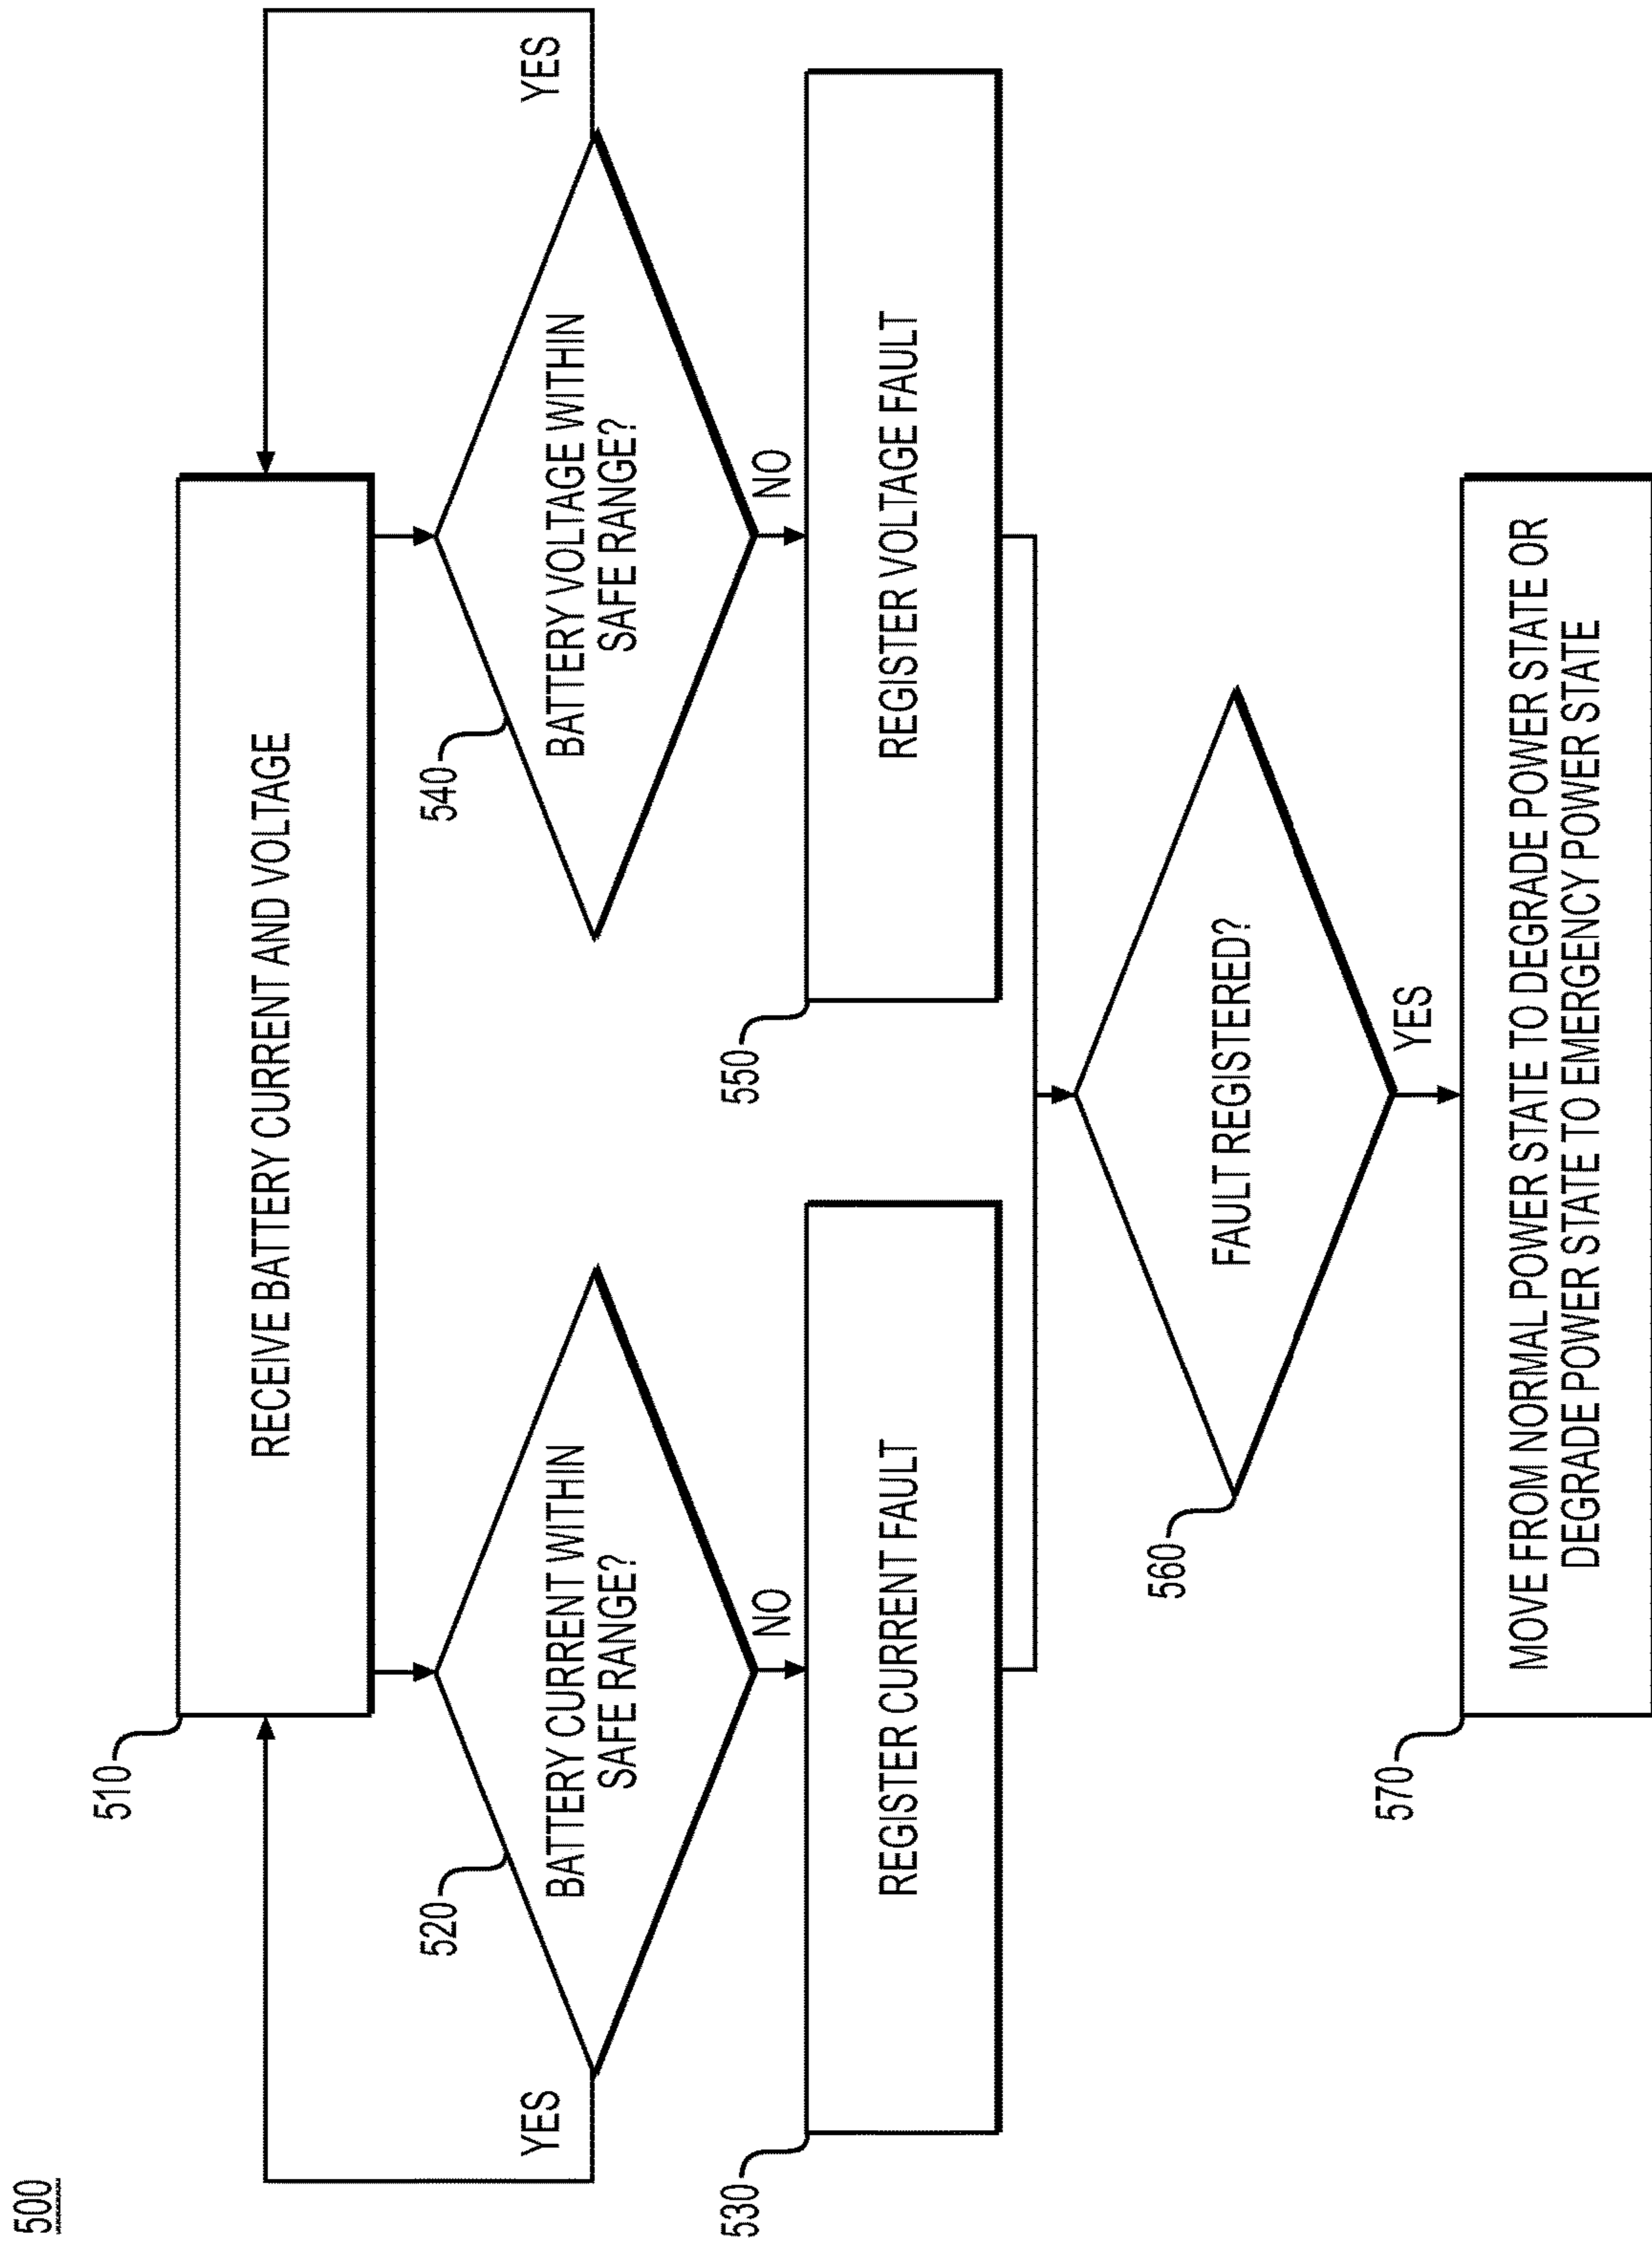 500
510
RECEIVE BATTERY CURRENT AND VOLTAGE
YES
520
BATTERY CURRENT WITHIN
SAFE RANGE?
NO
540
BATTERY VOLTAGE WITHIN
SAFE RANGE?
NO
YES
530
REGISTER CURRENT FAULT
550
REGISTER VOLTAGE FAULT
560
FAULT REGISTERED?
YES
570
MOVE FROM NORMAL POWER STATE TO DEGRADE POWER STATE OR
DEGRADE POWER STATE TO EMERGENCY POWER STATE